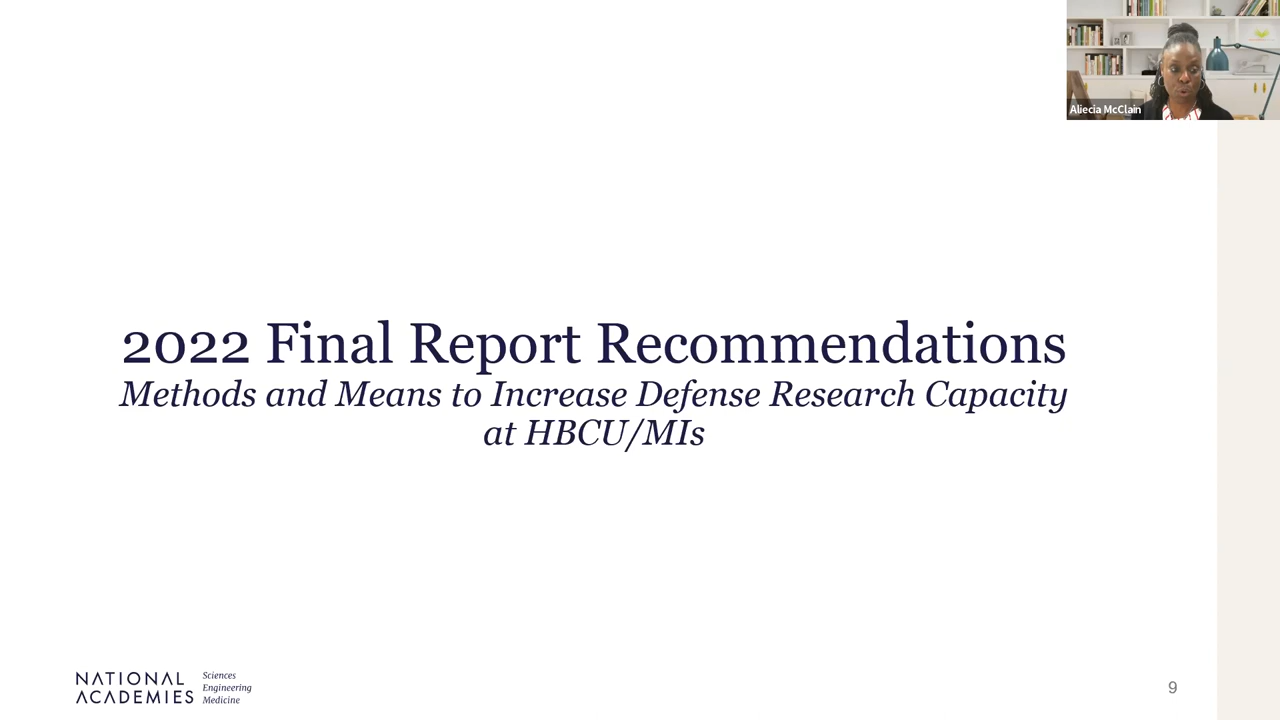 Aliecia McClain
2022 Final Report Recommendations
Methods and Means to Increase Defense Research Capacity
at HBCU/MIs
NATIONAL
ACADEMIES
Sciences
Engineering
Medicine
9